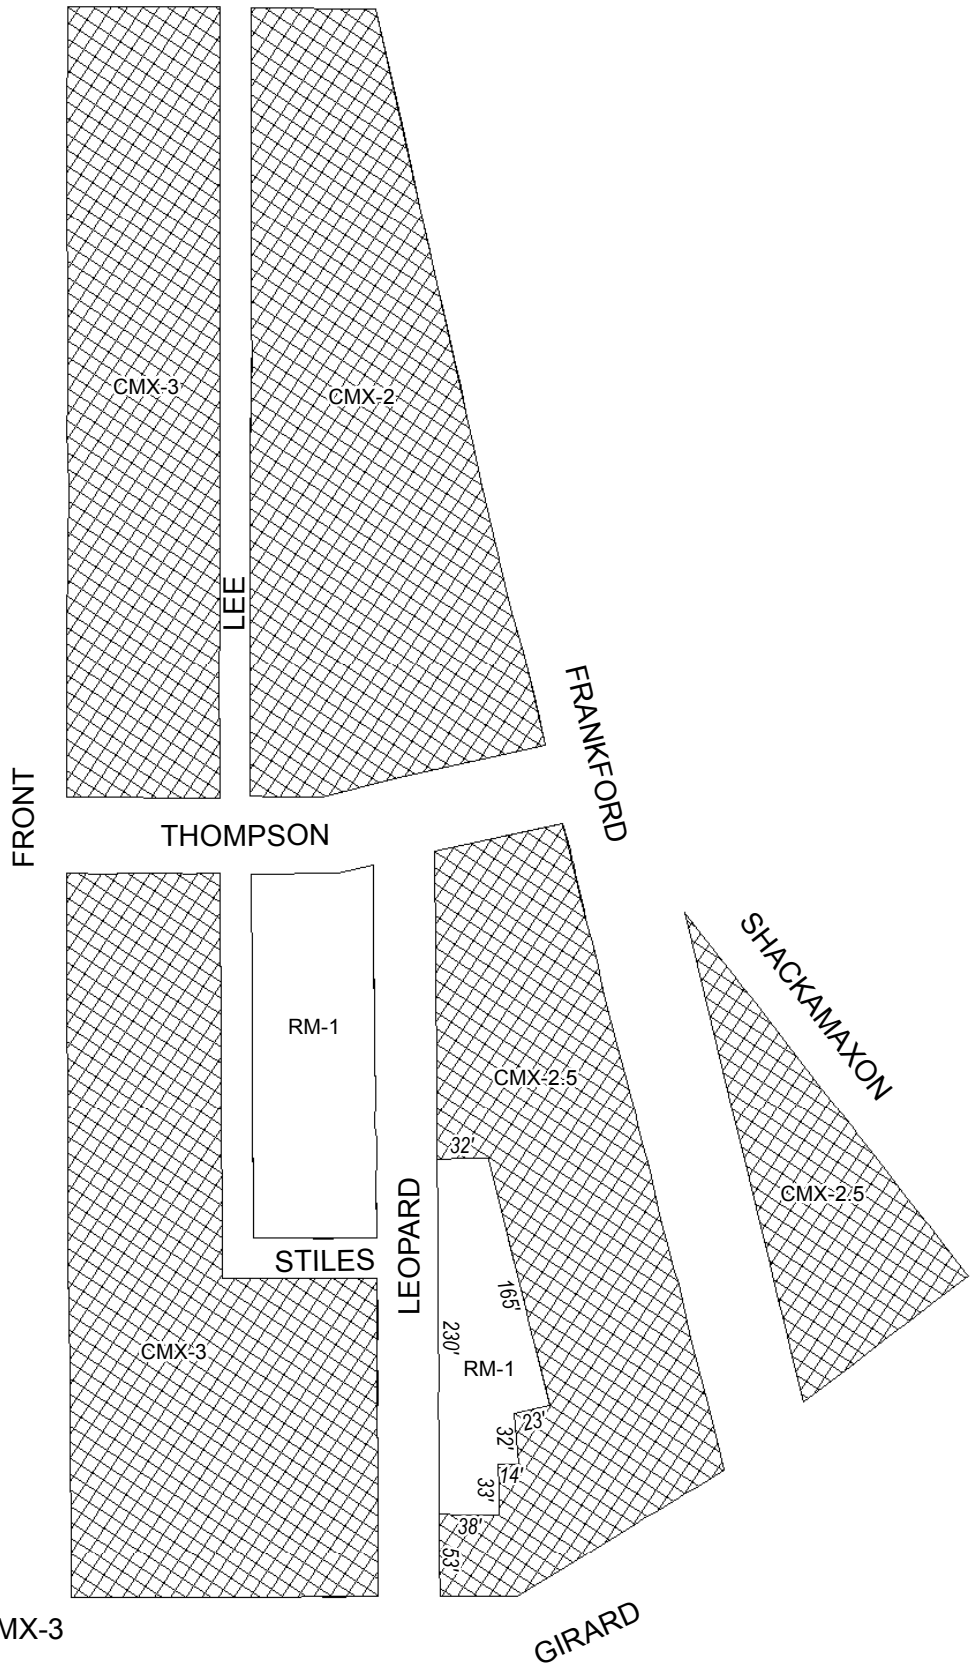 CMX-3
CMX-2
LEE
FRANKFORD
FRONT
THOMPSON
SHACKAMAXON
RM-1
CMX-2.5
32'
CMX-2.5
LEOPARD
STILES
165'
230'
CMX-3
RM-1
23'
32'
14'
33'
38'
53'
MX-3
GIRARD